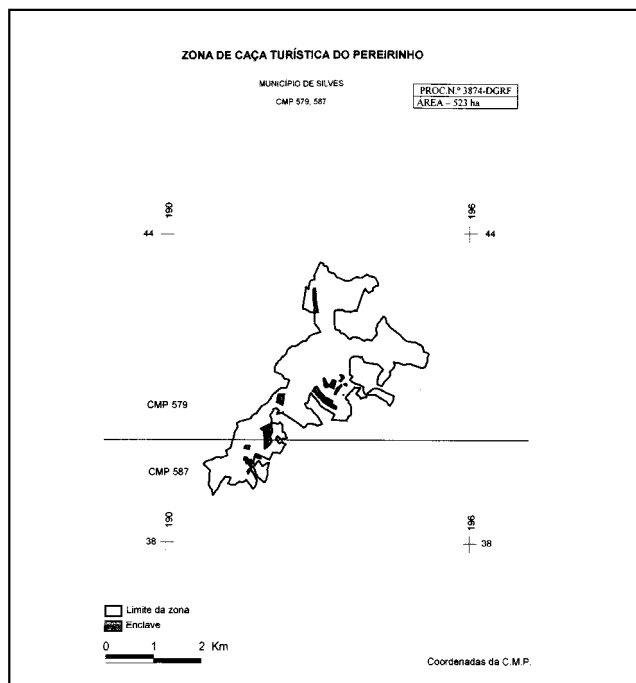 ZONA DE CAÇA TURÍSTICA DO PEREIRINHO
MUNICÍPIO DE SILVES
CMP 579, 587
PROC.N.º 3874-DGRF
ÁREA – 523 ha
190
196
44
44
CMP 579
CMP 587
190
196
38
38
Limite da zona
Enclave
0 1 2 Km
Coordenadas da C.M.P.